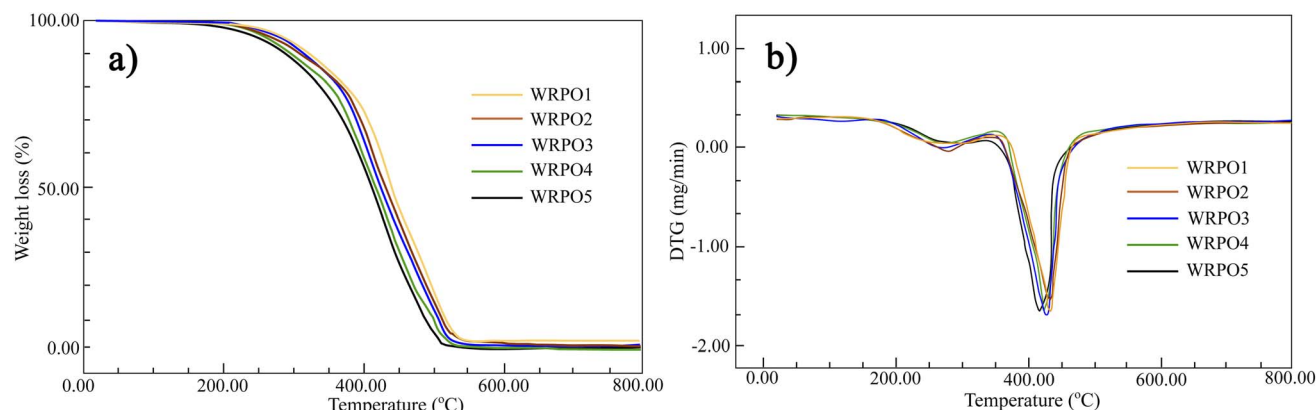 a)
Weight loss (%)
100.00
50.00
0.00
WRPO1
WRPO2
WRPO3
WRPO4
WRPO5
0.00 200.00 400.00 600.00 800.00
Temperature (°C)
b)
DTG (mg/min)
1.00
0.00
-1.00
-2.00
WRPO1
WRPO2
WRPO3
WRPO4
WRPO5
0.00 200.00 400.00 600.00 800.00
Temperature (°C)